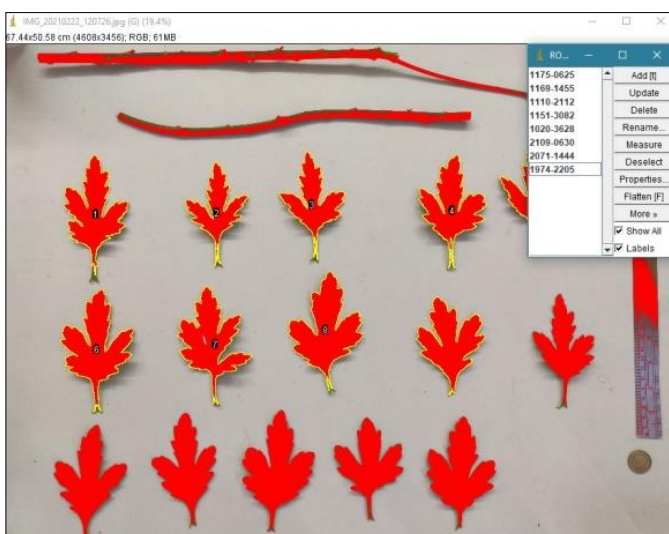 IMG_20210222_120726.jpg (G) (19.4%)
67.44x50.58 cm (4608x3456); RGB; 61MB
RO...
1175-0625
1169-1455
1110-2112
1151-3082
1020-3628
2109-0630
2071-1444
1974-2205
Add [t]
Update
Delete
Rename...
Measure
Deselect
Properties...
Flatten [F]
More »
Show All
Labels
1
2
3
4
6
7
8